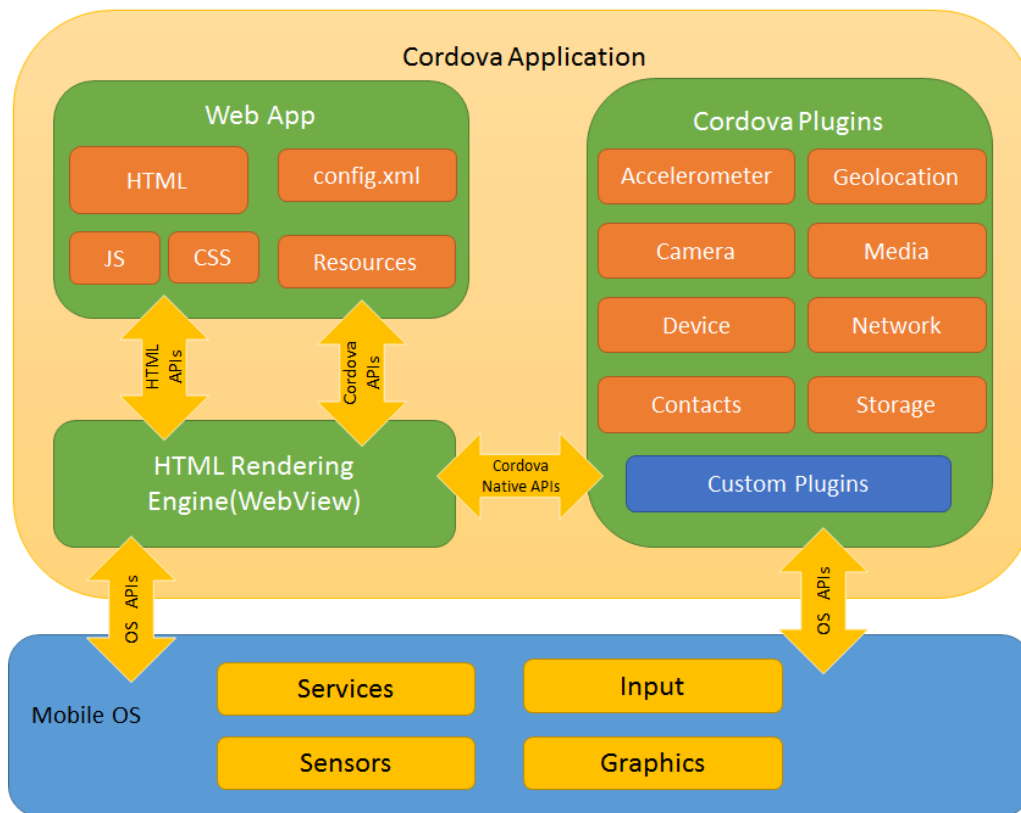 Cordova Application
Web App
HTML
config.xml
JS
CSS
Resources
HTML
APIs
Cordova
APIs
HTML Rendering
Engine(WebView)
Cordova
Native APIs
Cordova Plugins
Accelerometer
Geolocation
Camera
Media
Device
Network
Contacts
Storage
Custom Plugins
OS APIs
OS APIs
Mobile OS
Services
Input
Sensors
Graphics